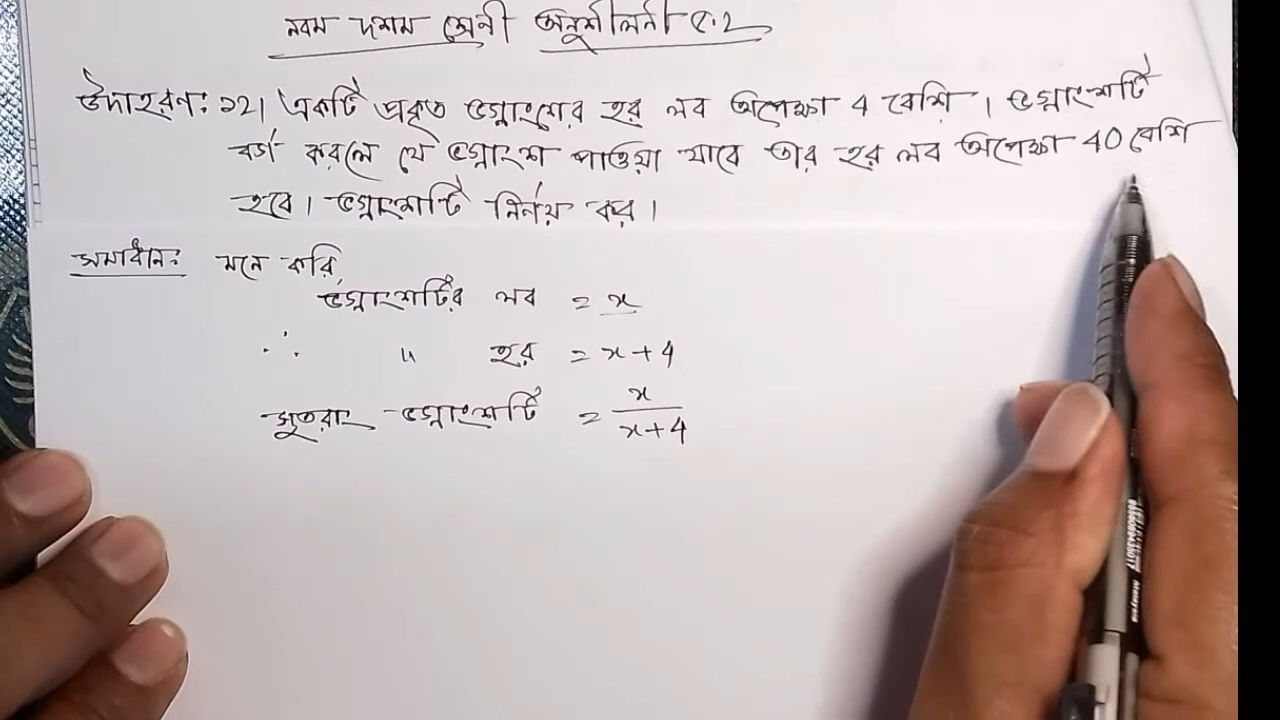 নবম দশম শ্রেনী অনুশীলনী ৫.2
উদাহরণ: ১2। একটি প্রকৃত ভগ্নাংশের হর লব অপেক্ষা 4 বেশি। ভগ্নাংশটি
বর্গ করলে যে ভগ্নাংশ পাওয়া যাবে তার হর লব অপেক্ষা 40 বেশি
হবে। ভগ্নাংশটি নির্ণয় কর।
সমাধান: মনে করি,
ভগ্নাংশটির লব = x
∴ " হর = x+4
সুতরাং ভগ্নাংশটি = x/x+4